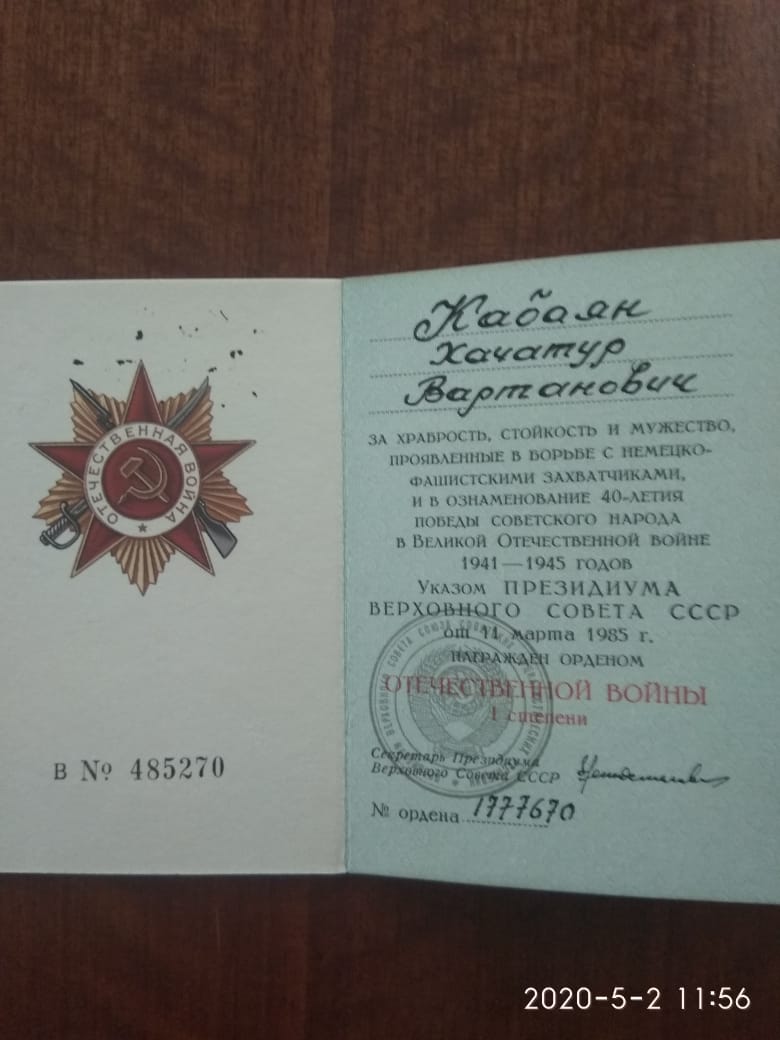 ОТЕЧЕСТВЕННАЯ ВОЙНА
В № 485270
Кабаян
Хачатур
Вартанович
ЗА ХРАБРОСТЬ, СТОЙКОСТЬ И МУЖЕСТВО,
ПРОЯВЛЕННЫЕ В БОРЬБЕ С НЕМЕЦКО-
ФАШИСТСКИМИ ЗАХВАТЧИКАМИ,
И В ОЗНАМЕНОВАНИЕ 40-ЛЕТИЯ
ПОБЕДЫ СОВЕТСКОГО НАРОДА
В ВЕЛИКОЙ ОТЕЧЕСТВЕННОЙ ВОЙНЕ
1941—1945 ГОДОВ
УКАЗОМ ПРЕЗИДИУМА
ВЕРХОВНОГО СОВЕТА СССР
от 11 марта 1985 г.
НАГРАЖДЕН ОРДЕНОМ
ОТЕЧЕСТВЕННОЙ ВОЙНЫ
I степени
Секретарь Президиума
Верховного Совета СССР
№ ордена 1777670
2020-5-2 11:56